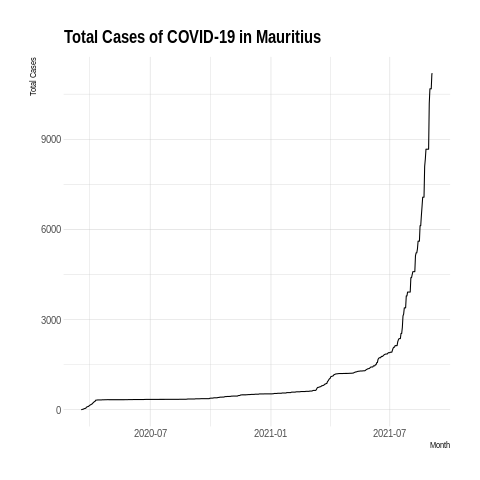 Total Cases of COVID-19 in Mauritius
Total Cases
9000
6000
3000
0
2020-07
2021-01
2021-07
Month